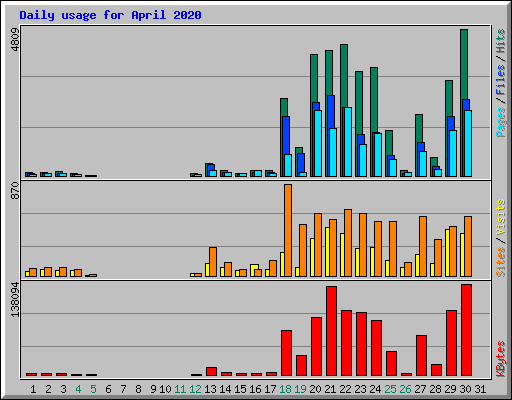 Daily usage for April 2020
4809
Pages / Files / Hits
870
Sites / Visits
138094
KBytes
1 2 3 4 5 6 7 8 9 10 11 12 13 14 15 16 17 18 19 20 21 22 23 24 25 26 27 28 29 30 31